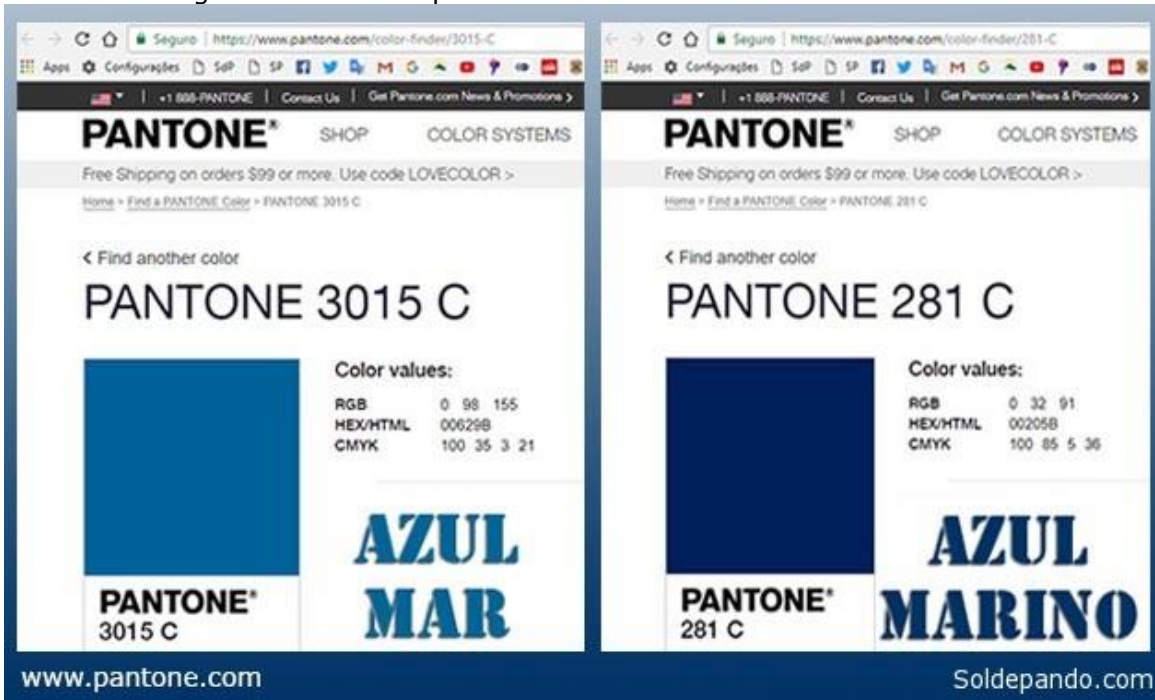 Seguro | https://www.pantone.com/color-finder/3015-C
Apps Configurações SdP SP
+1 888-PANTONE | Contact Us | Get Pantone.com News & Promotions >
PANTONE® SHOP COLOR SYSTEMS
Free Shipping on orders $99 or more. Use code LOVECOLOR >
Home > Find a PANTONE Color > PANTONE 3015 C
< Find another color
PANTONE 3015 C
Color values:
RGB 0 98 155
HEX/HTML 00629B
CMYK 100 35 3 21
AZUL
MAR
PANTONE®
3015 C
Seguro | https://www.pantone.com/color-finder/281-C
Apps Configurações SdP SP
+1 888-PANTONE | Contact Us | Get Pantone.com News & Promotions >
PANTONE® SHOP COLOR SYSTEMS
Free Shipping on orders $99 or more. Use code LOVECOLOR >
Home > Find a PANTONE Color > PANTONE 281 C
< Find another color
PANTONE 281 C
Color values:
RGB 0 32 91
HEX/HTML 00205B
CMYK 100 85 5 36
AZUL
MARINO
PANTONE®
281 C
www.pantone.com
Soldepando.com